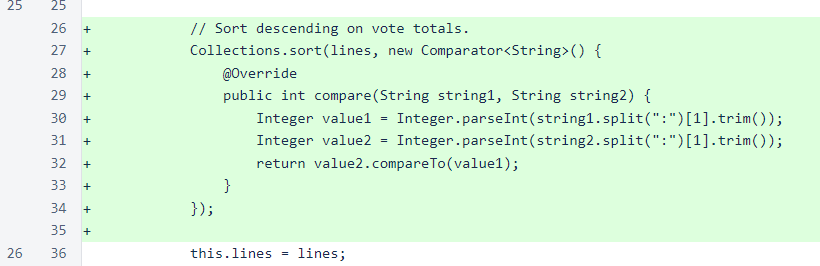 25 25
26 + // Sort descending on vote totals.
27 + Collections.sort(lines, new Comparator<String>() {
28 + @Override
29 + public int compare(String string1, String string2) {
30 + Integer value1 = Integer.parseInt(string1.split(":")[1].trim());
31 + Integer value2 = Integer.parseInt(string2.split(":")[1].trim());
32 + return value2.compareTo(value1);
33 + }
34 + });
35 +
26 36 this.lines = lines;